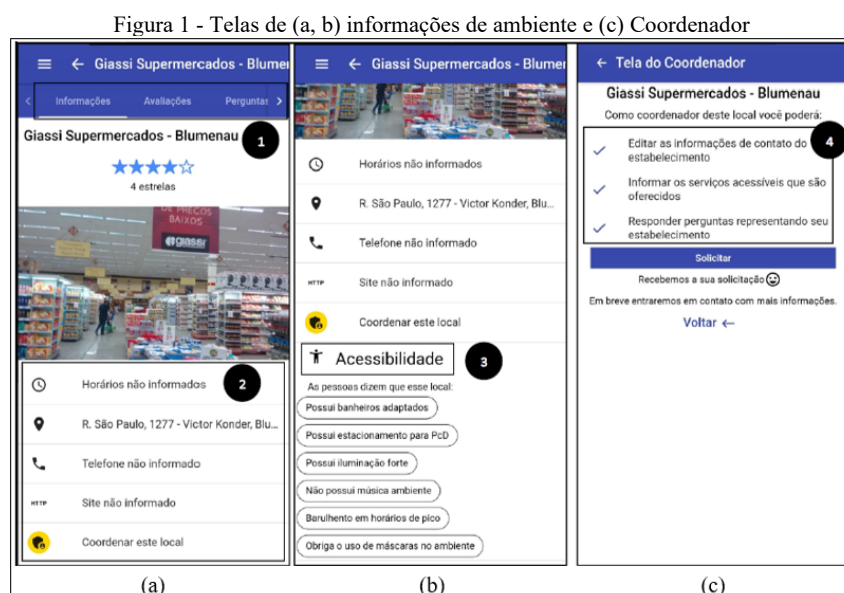 Figura 1 - Telas de (a, b) informações de ambiente e (c) Coordenador
Giassi Supermercados - Blumer
Informações Avaliações Perguntas
1
Giassi Supermercados - Blumenau
4 estrelas
DE PREÇOS
BAIXOS
giassi
2
Horários não informados
R. São Paulo, 1277 - Victor Konder, Blu...
Telefone não informado
HTTP Site não informado
Coordenar este local
(a)
Giassi Supermercados - Blumer
Horários não informados
R. São Paulo, 1277 - Victor Konder, Blu...
Telefone não informado
HTTP Site não informado
Coordenar este local
Acessibilidade
3
As pessoas dizem que esse local:
Possui banheiros adaptados
Possui estacionamento para PcD
Possui iluminação forte
Não possui música ambiente
Barulhento em horários de pico
Obriga o uso de máscaras no ambiente
(b)
Tela do Coordenador
Giassi Supermercados - Blumenau
Como coordenador deste local você poderá:
4
Editar as informações de contato do
estabelecimento
Informar os serviços acessíveis que são
oferecidos
Responder perguntas representando seu
estabelecimento
Solicitar
Recebemos a sua solicitação
Em breve entraremos em contato com mais informações.
Voltar
(c)